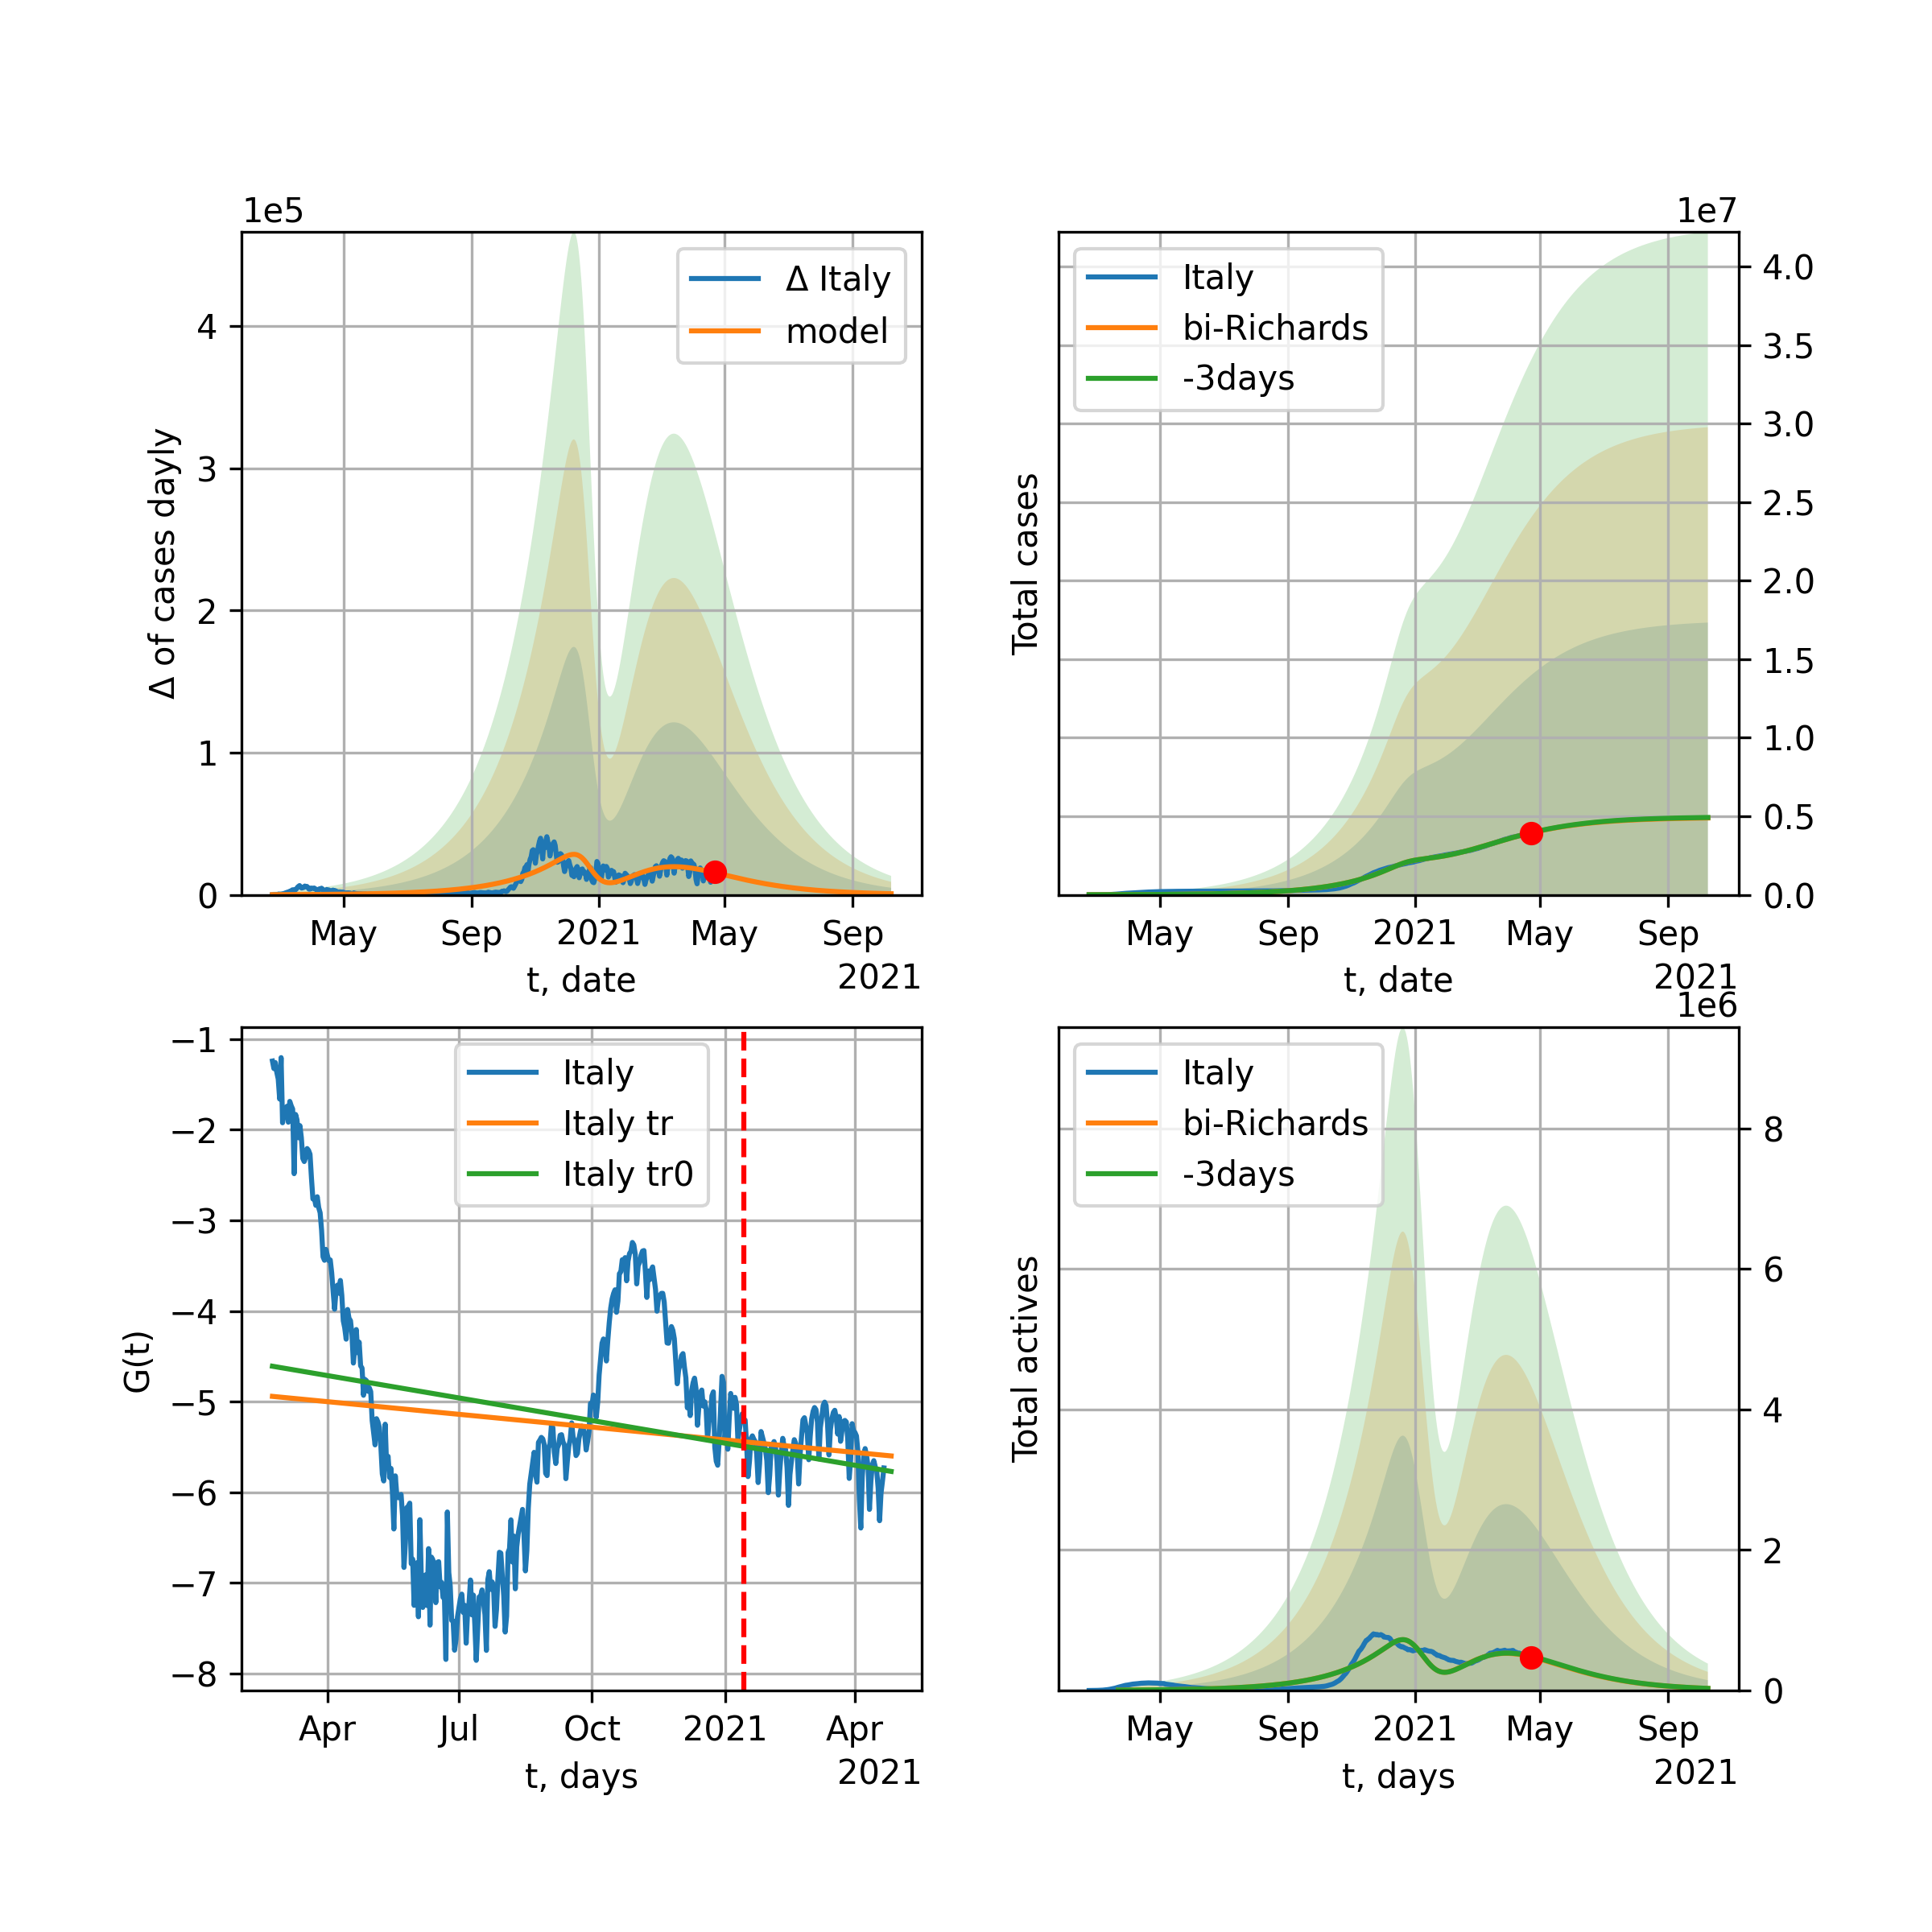 1e5
Δ Italy
model
4
3
2
1
0
Δ of cases dayly
May
Sep
2021
May
Sep
t, date
2021
1e7
Italy
bi-Richards
-3days
4.0
3.5
3.0
2.5
2.0
1.5
1.0
0.5
0.0
Total cases
May
Sep
2021
May
Sep
t, date
2021
Italy
Italy tr
Italy tr0
−1
−2
−3
−4
−5
−6
−7
−8
G(t)
Apr
Jul
Oct
2021
Apr
t, days
2021
1e6
Italy
bi-Richards
-3days
8
6
4
2
0
Total actives
May
Sep
2021
May
Sep
t, days
2021